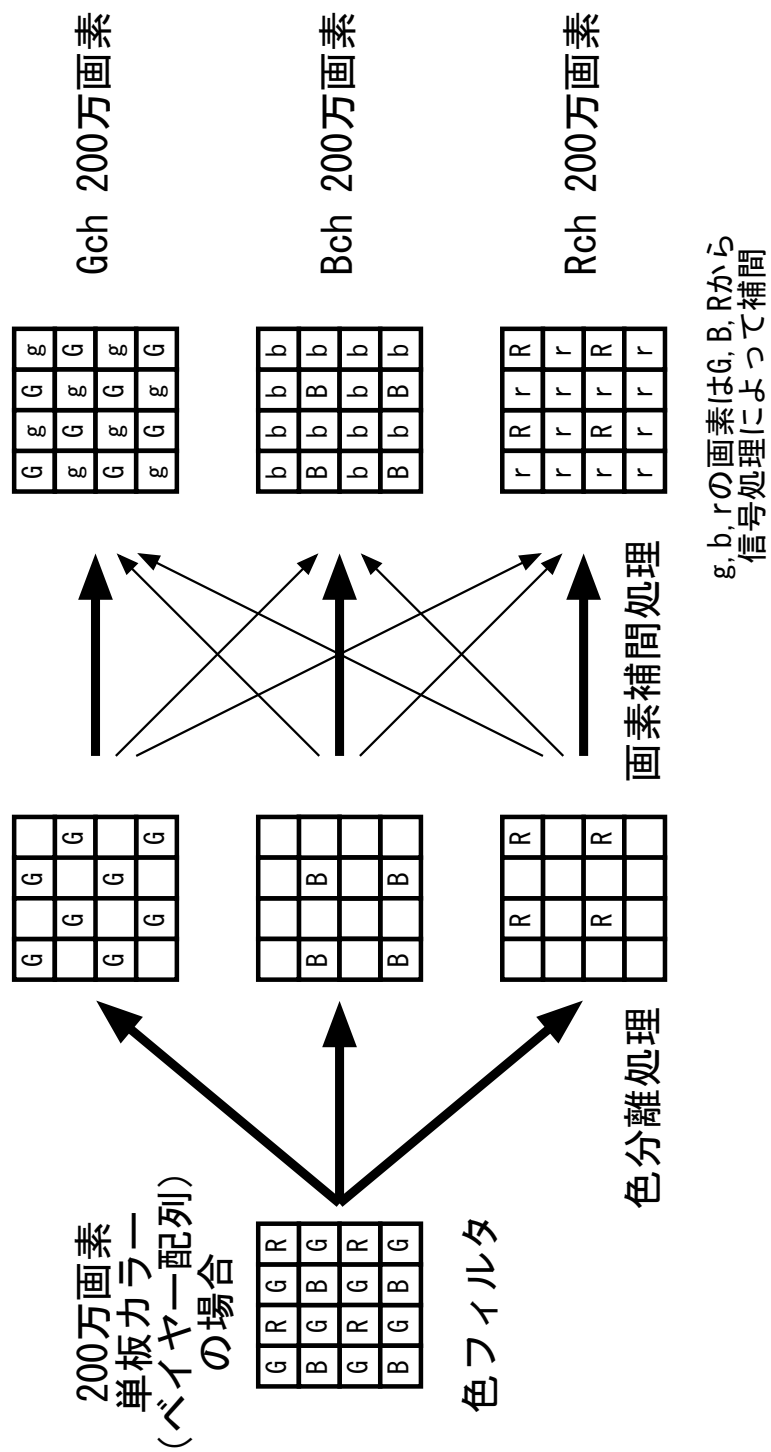 200万画素
単板カラー
(ベイヤー配列)
の場合
G R G R
B G B G
G R G R
B G B G
色フィルタ
G G
G G
G G
G G
B B
B B
R R
R R
色分離処理
画素補間処理
G g G g
g G g G
G g G g
g G g G
Gch 200万画素
b b b b
B b B b
b b b b
B b B b
Bch 200万画素
r R r R
r r r r
r R r R
r r r r
Rch 200万画素
g, b, rの画素はG, B, Rから
信号処理によって補間